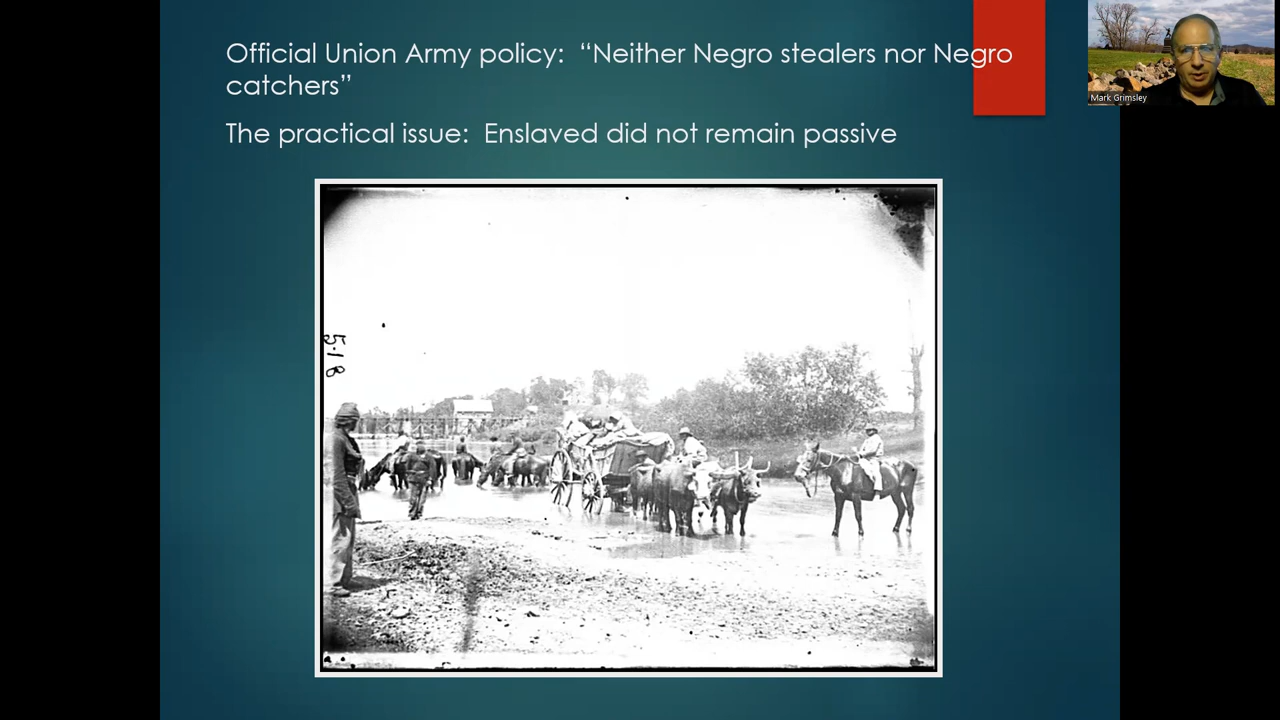 Official Union Army policy:  “Neither Negro stealers nor Negro
catchers”
The practical issue:  Enslaved did not remain passive
Mark Grimsley
518